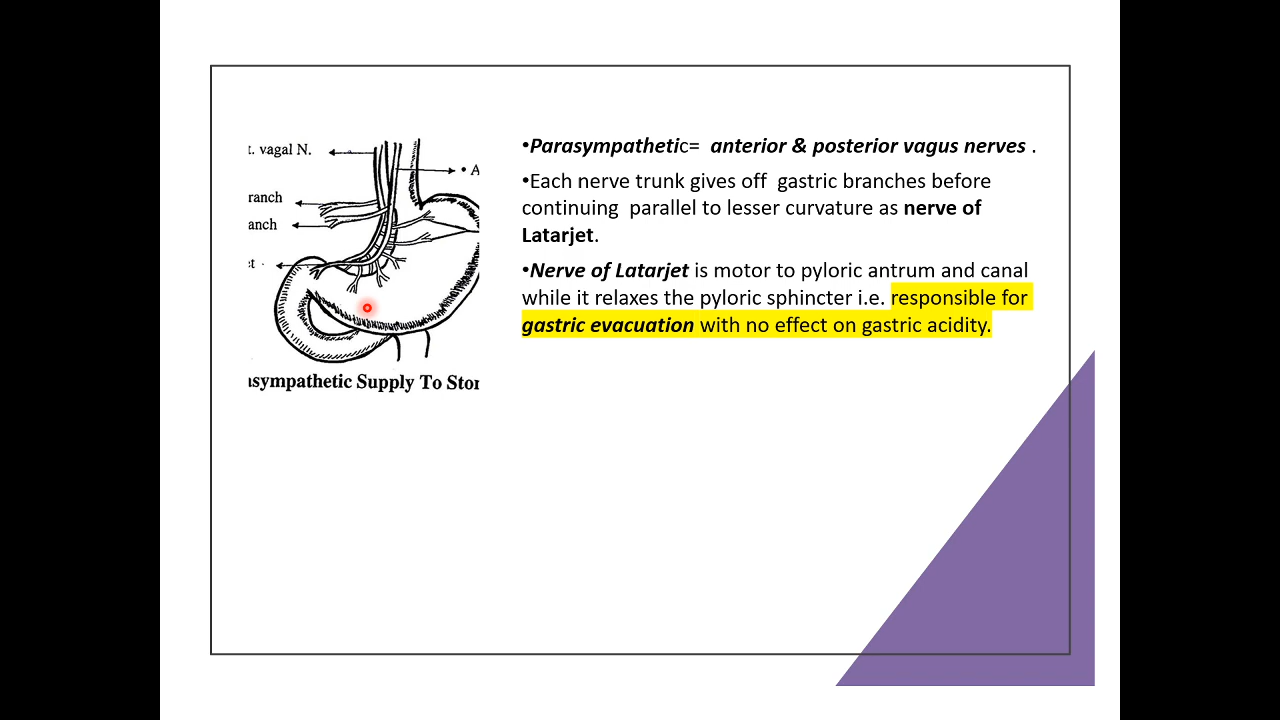 t. vagal N.
• A
ranch
anch
t
asympathetic Supply To Stor
•Parasympathetic= anterior & posterior vagus nerves .
•Each nerve trunk gives off gastric branches before
continuing parallel to lesser curvature as nerve of
Latarjet.
•Nerve of Latarjet is motor to pyloric antrum and canal
while it relaxes the pyloric sphincter i.e. responsible for
gastric evacuation with no effect on gastric acidity.